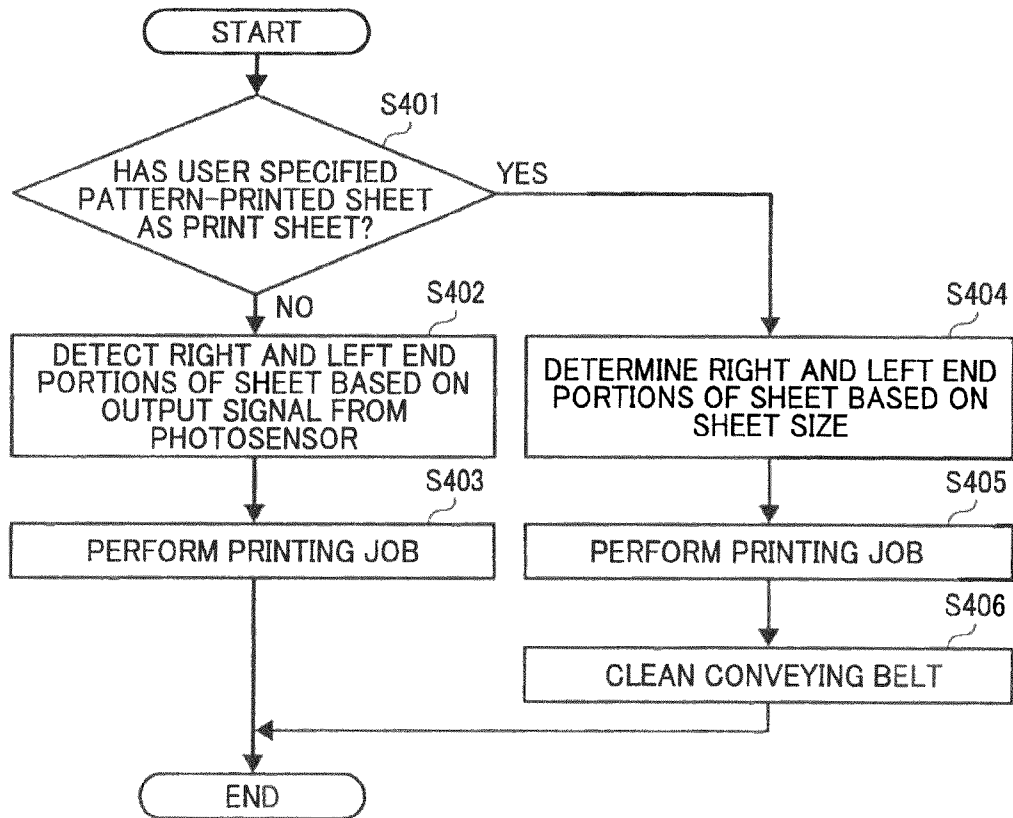 START
S401
HAS USER SPECIFIED
PATTERN-PRINTED SHEET
AS PRINT SHEET?
YES
NO
S402
DETECT RIGHT AND LEFT END
PORTIONS OF SHEET BASED ON
OUTPUT SIGNAL FROM
PHOTOSENSOR
S403
PERFORM PRINTING JOB
S404
DETERMINE RIGHT AND LEFT END
PORTIONS OF SHEET BASED ON
SHEET SIZE
S405
PERFORM PRINTING JOB
S406
CLEAN CONVEYING BELT
END